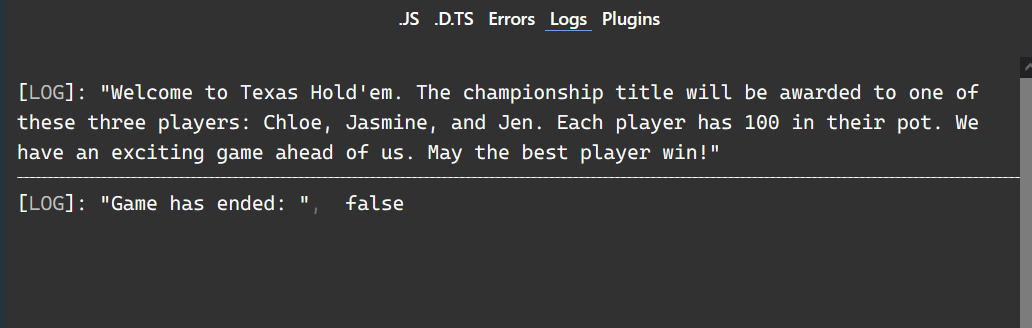 .JS .D.TS Errors Logs Plugins
[LOG]: "Welcome to Texas Hold'em. The championship title will be awarded to one of
these three players: Chloe, Jasmine, and Jen. Each player has 100 in their pot. We
have an exciting game ahead of us. May the best player win!"
[LOG]: "Game has ended: ",  false